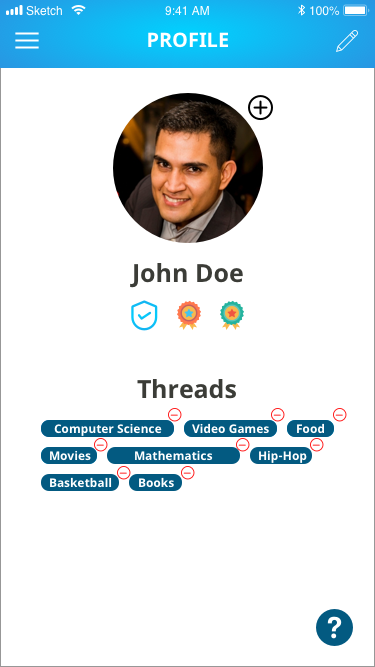 Sketch 9:41 AM 100%
PROFILE
John Doe
Threads
Computer Science Video Games Food
Movies Mathematics Hip-Hop
Basketball Books
?